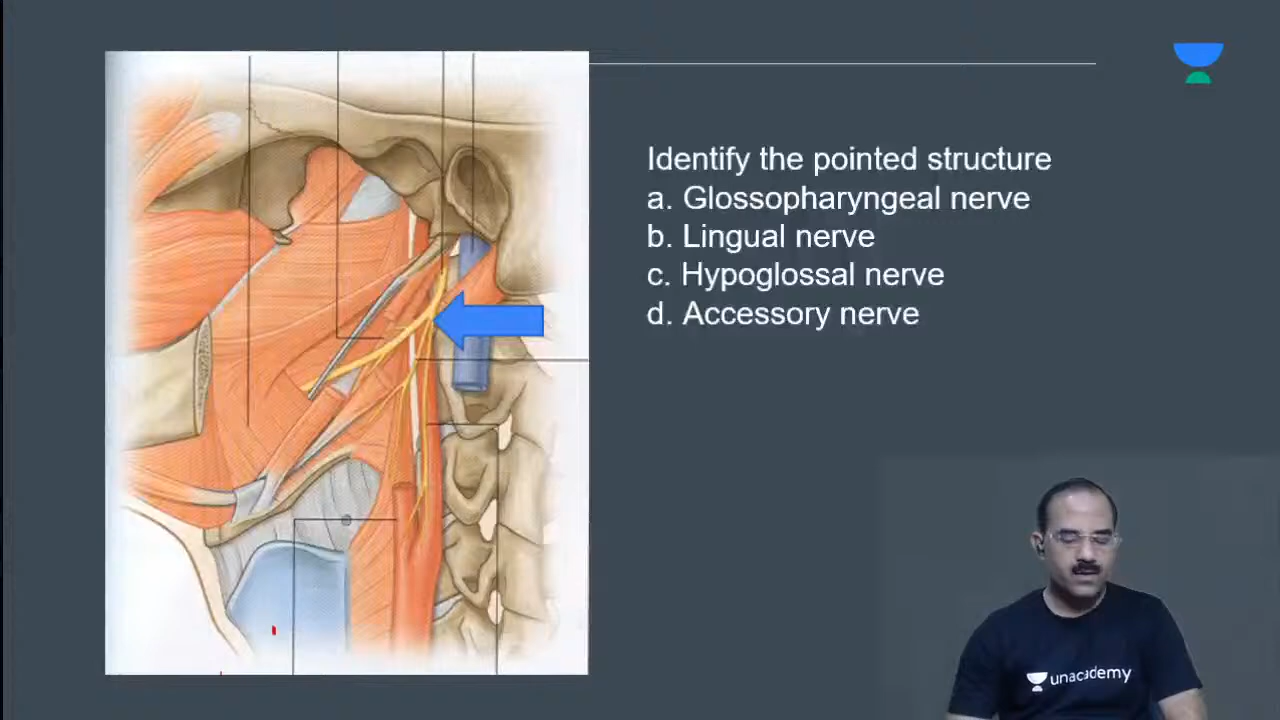 Identify the pointed structure
a. Glossopharyngeal nerve
b. Lingual nerve
c. Hypoglossal nerve
d. Accessory nerve
unacademy